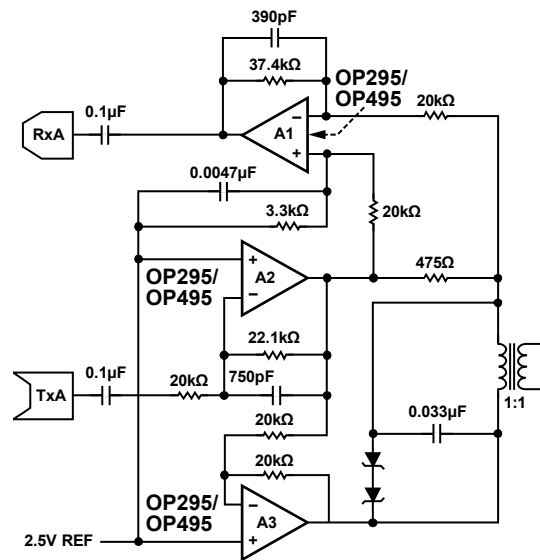 390pF
37.4kΩ
OP295/
OP495
0.1µF
20kΩ
RxA
A1
−
+
0.0047µF
20kΩ
3.3kΩ
475Ω
OP295/
OP495
+
−
A2
22.1kΩ
750pF
0.1µF
20kΩ
TxA
1:1
0.033µF
20kΩ
20kΩ
OP295/
OP495
−
+
A3
2.5V REF